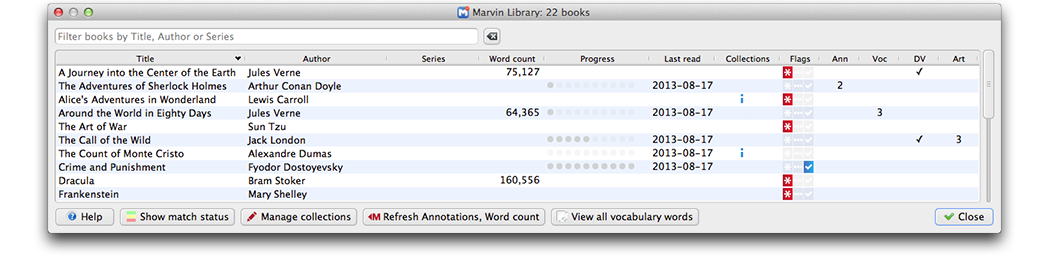 Marvin Library: 22 books
Filter books by Title, Author or Series
Title Author Series Word count Progress Last read Collections Flags Ann Voc DV Art
A Journey into the Center of the Earth Jules Verne 75,127 ✓
The Adventures of Sherlock Holmes Arthur Conan Doyle 2013-08-17 2
Alice's Adventures in Wonderland Lewis Carroll
Around the World in Eighty Days Jules Verne 64,365 2013-08-17 3
The Art of War Sun Tzu
The Call of the Wild Jack London 2013-08-17 ✓ 3
The Count of Monte Cristo Alexandre Dumas 2013-08-17
Crime and Punishment Fyodor Dostoyevsky 2013-08-17
Dracula Bram Stoker 160,556
Frankenstein Mary Shelley
Help Show match status Manage collections Refresh Annotations, Word count View all vocabulary words Close